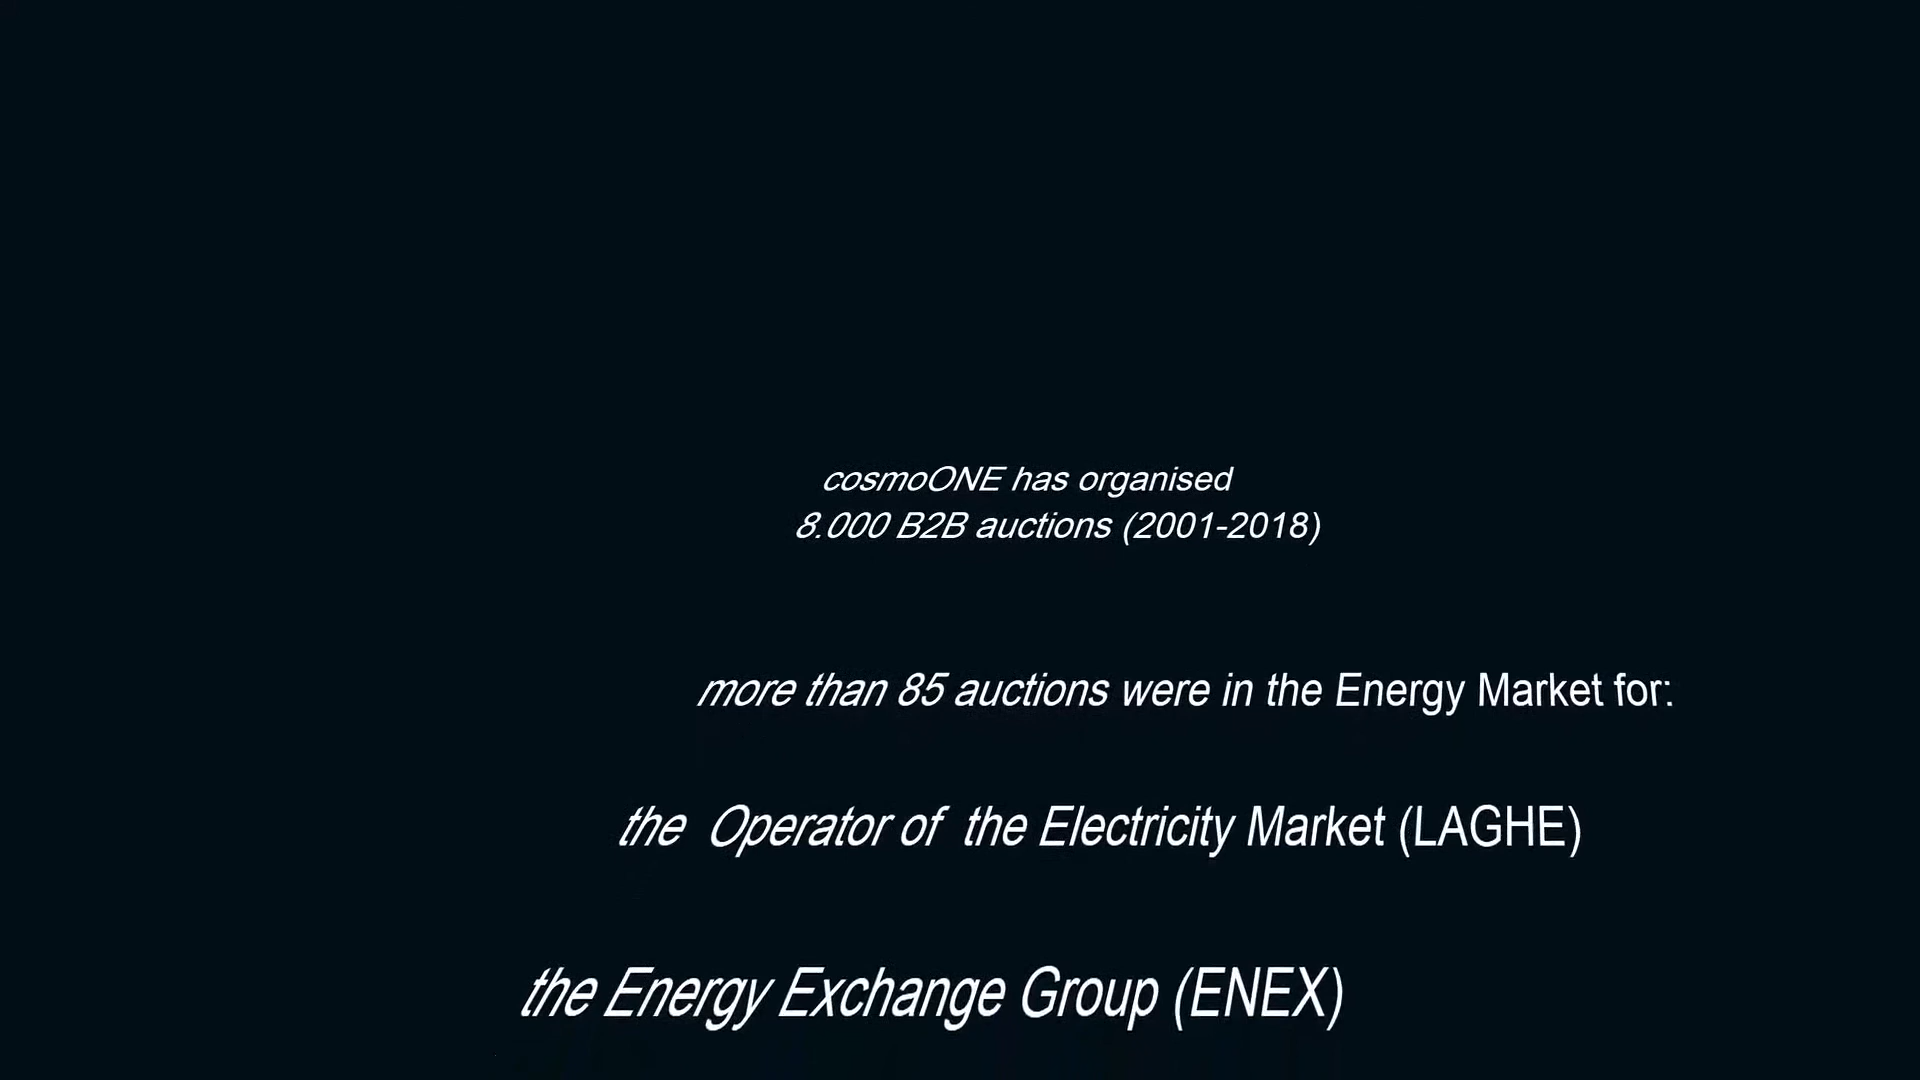 cosmoONE has organised
8.000 B2B auctions (2001-2018)
more than 85 auctions were in the Energy Market for:
the Operator of the Electricity Market (LAGHE)
the Energy Exchange Group (ENEX)